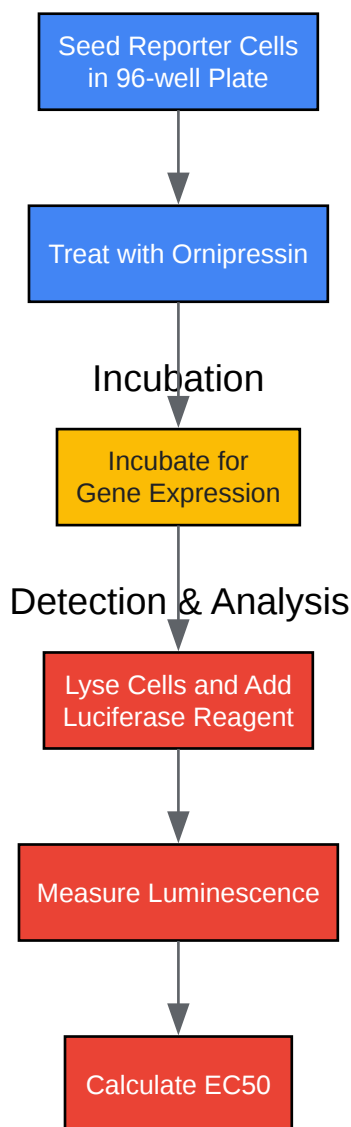 Seed Reporter Cells
in 96-well Plate
Treat with Ornipressin
Incubation
Incubate for
Gene Expression
Detection & Analysis
Lyse Cells and Add
Luciferase Reagent
Measure Luminescence
Calculate EC50